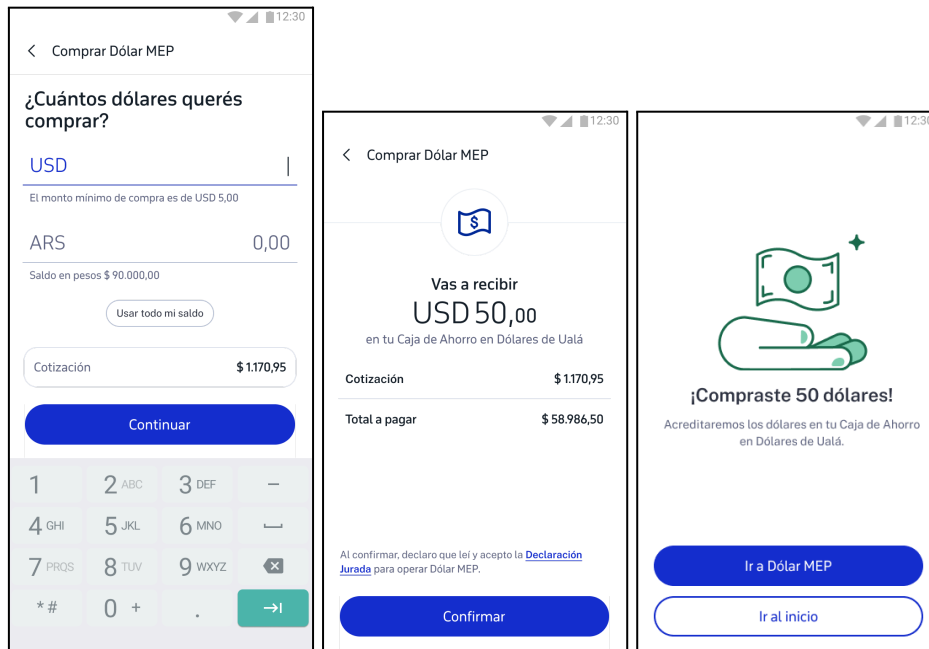 12:30
Comprar Dólar MEP
¿Cuántos dólares querés
comprar?
USD
El monto mínimo de compra es de USD 5,00
ARS 0,00
Saldo en pesos $ 90.000,00
Usar todo mi saldo
Cotización $ 1.170,95
Continuar
1 2 ABC 3 DEF –
4 GHI 5 JKL 6 MNO
7 PRQS 8 TUV 9 WXYZ
* # 0 + .
12:30
Comprar Dólar MEP
$
Vas a recibir
USD 50,00
en tu Caja de Ahorro en Dólares de Ualá
Cotización $ 1.170,95
Total a pagar $ 58.986,50
Al confirmar, declaro que leí y acepto la Declaración
Jurada para operar Dólar MEP.
Confirmar
12:30
¡Compraste 50 dólares!
Acreditaremos los dólares en tu Caja de Ahorro
en Dólares de Ualá.
Ir a Dólar MEP
Ir al inicio